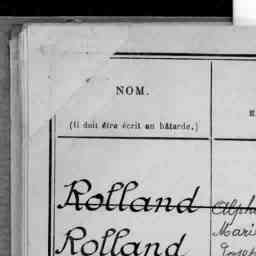 NOM.
(Il doit être écrit en bâtarde.)
Rolland
Rolland